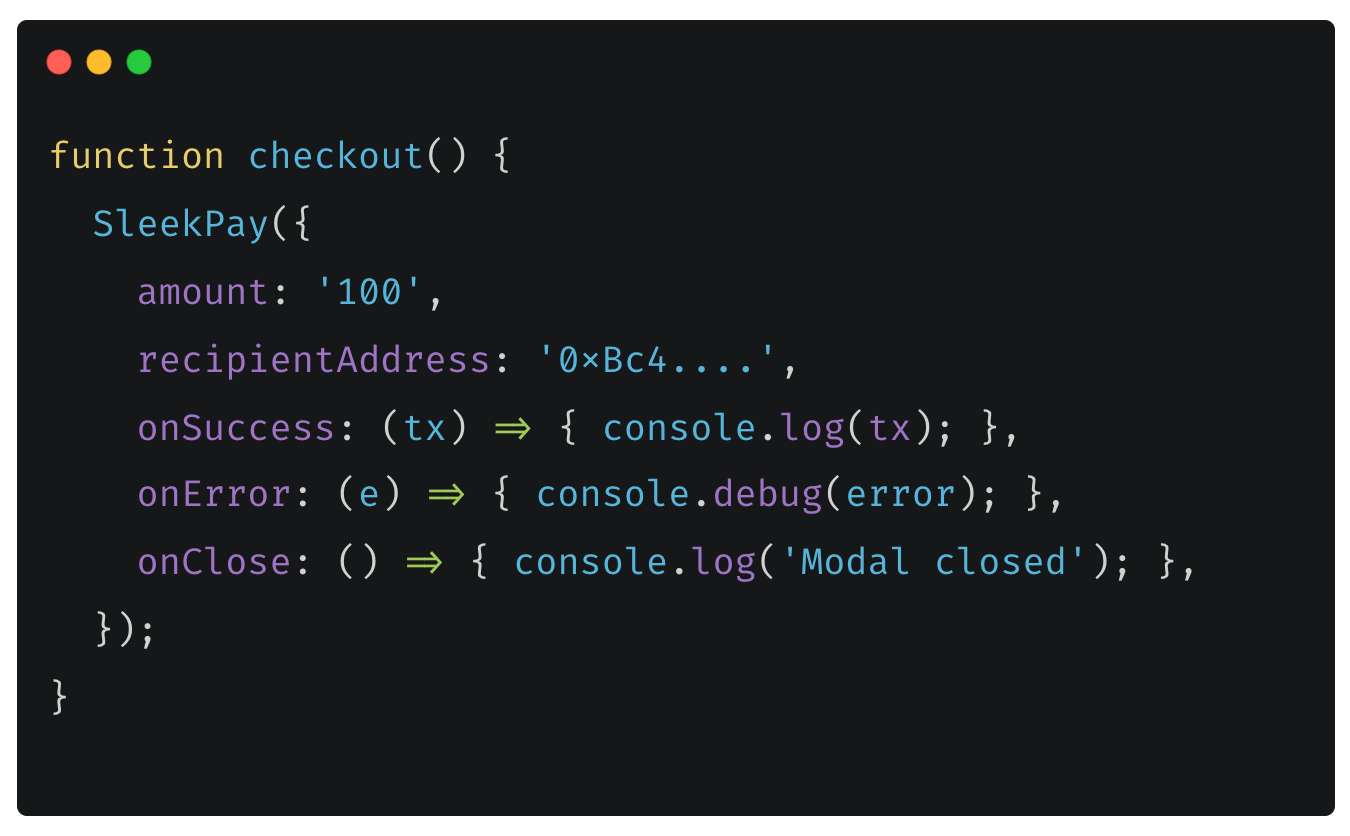 function checkout() {
  SleekPay({
    amount: '100',
    recipientAddress: '0×Bc4....',
    onSuccess: (tx) => { console.log(tx); },
    onError: (e) => { console.debug(error); },
    onClose: () => { console.log('Modal closed'); },
  });
}